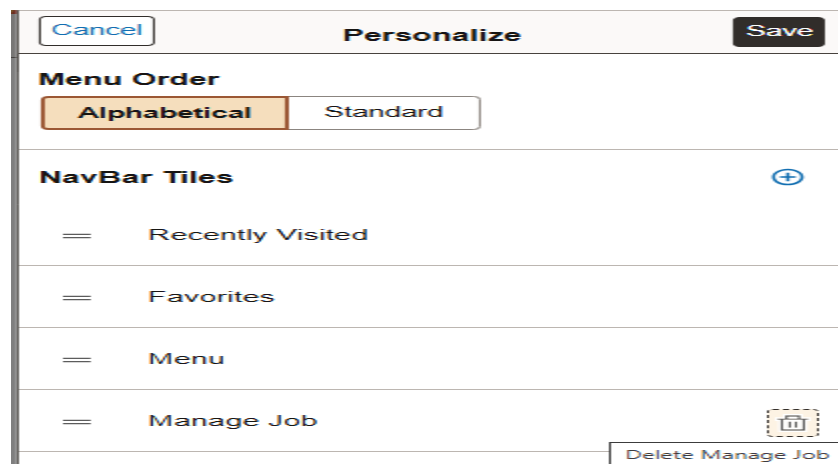 Cancel Personalize Save
Menu Order
Alphabetical Standard
NavBar Tiles
Recently Visited
Favorites
Menu
Manage Job
Delete Manage Job